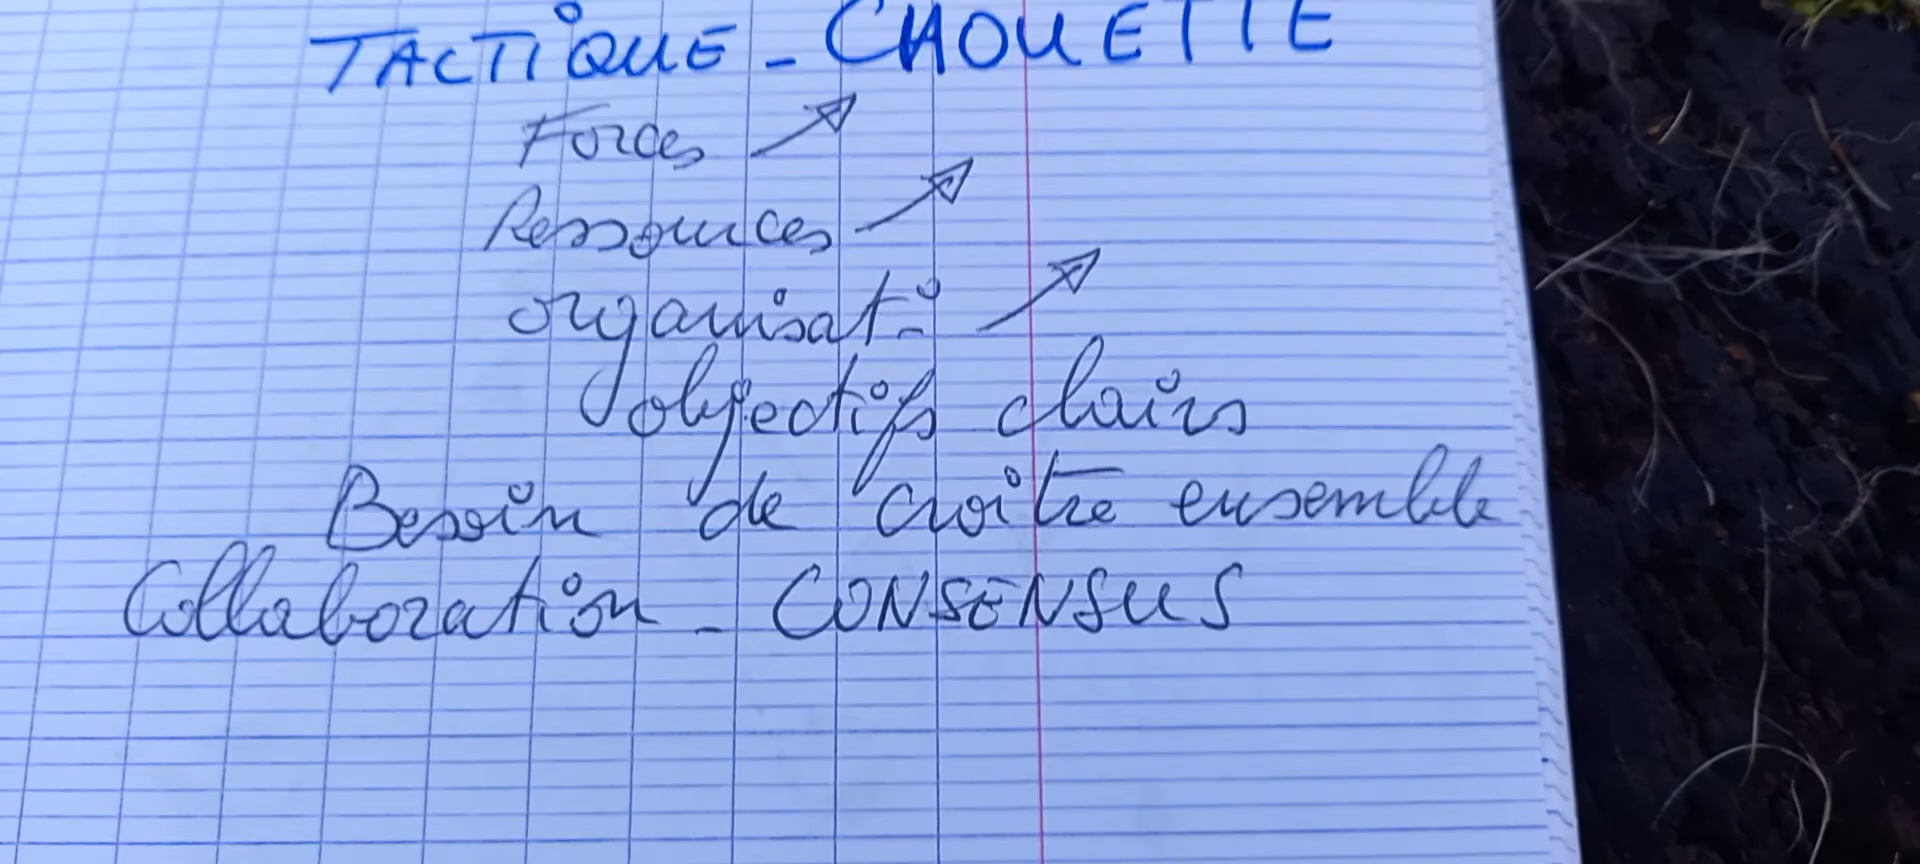 TACTIQUE - CHOUETTE
Forces ↗
Ressources ↗
organisat° ↗
objectifs clairs
Besoin de croître ensemble
Collaboration - CONSENSUS